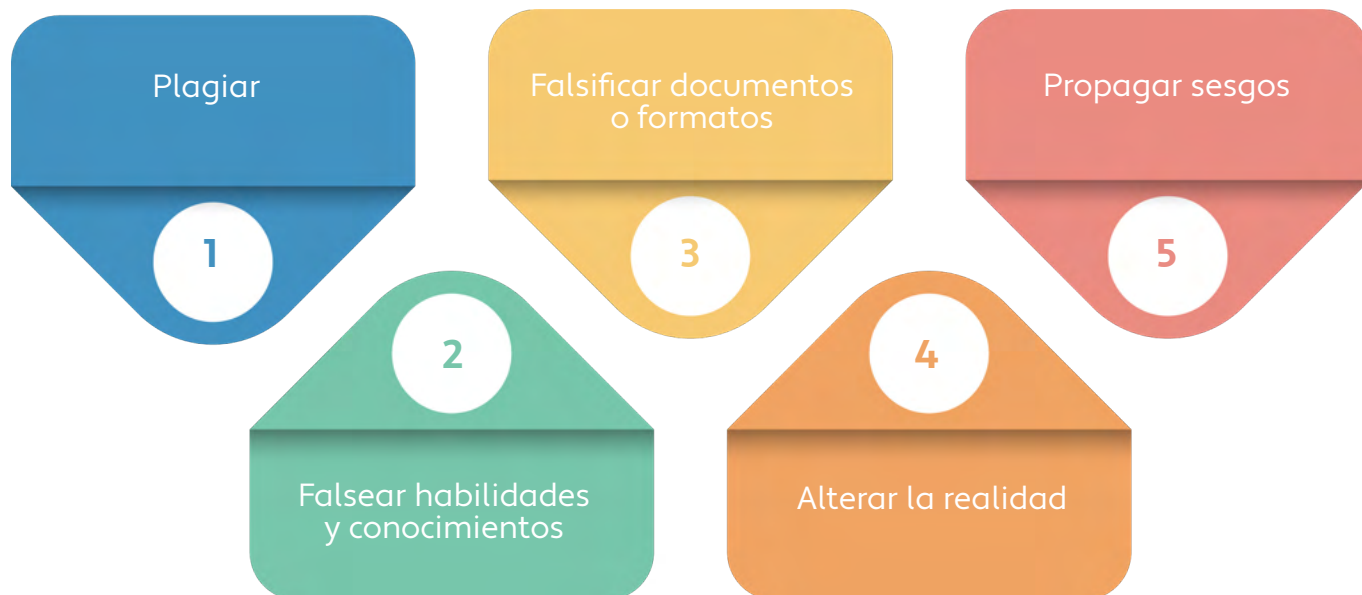 Plagiar
1
2
Falsear habilidades
y conocimientos
Falsificar documentos
o formatos
3
4
Alterar la realidad
Propagar sesgos
5